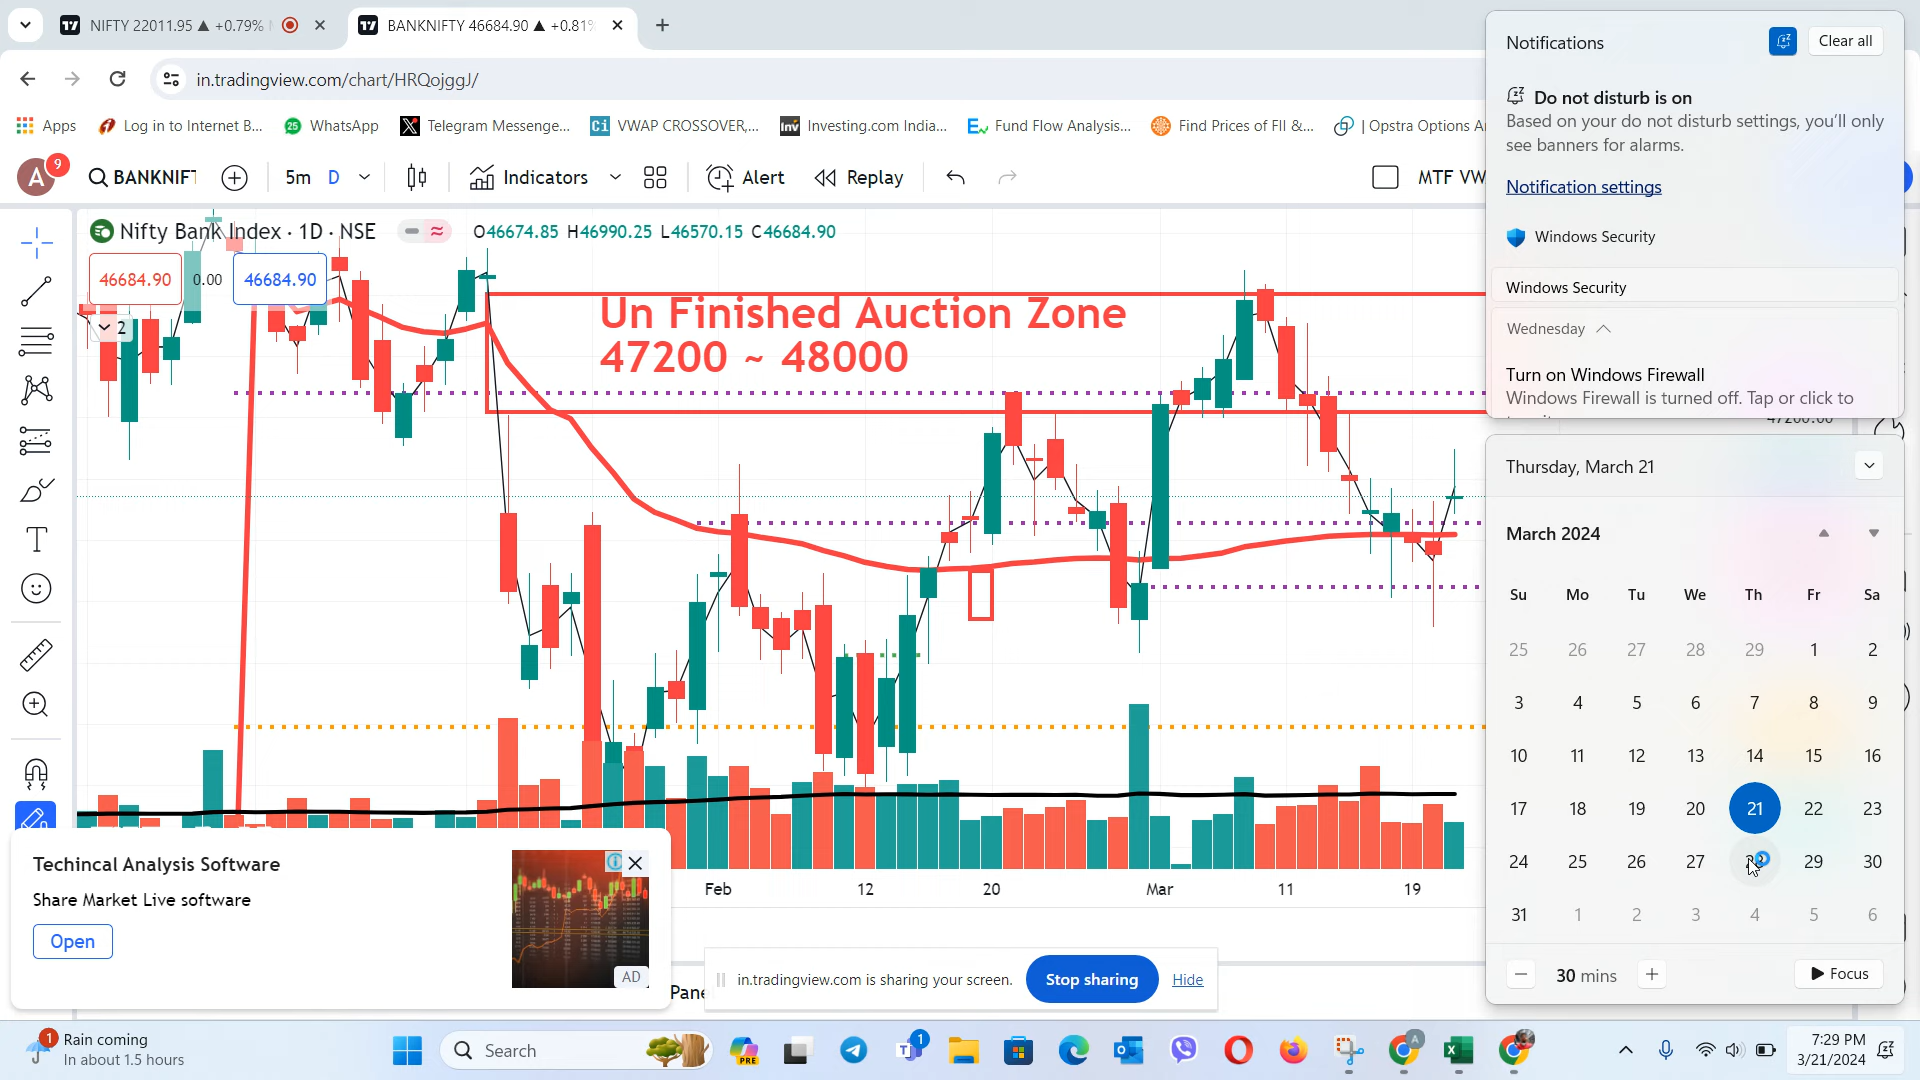 NIFTY 22011.95 ▲ +0.79%
BANKNIFTY 46684.90 ▲ +0.81%
in.tradingview.com/chart/HRQojggJ/
Apps
Log in to Internet B...
WhatsApp
Telegram Messenge...
VWAP CROSSOVER,...
Investing.com India...
Fund Flow Analysis...
Find Prices of FII &...
| Opstra Options A
A
9
BANKNIFT
5m
D
Indicators
Alert
Replay
MTF VW
Nifty Bank Index · 1D · NSE
O46674.85 H46990.25 L46570.15 C46684.90
46684.90
0.00
46684.90
2
Un Finished Auction Zone
47200 ~ 48000
Feb
12
20
Mar
11
19
Techincal Analysis Software
Share Market Live software
Open
AD
Pane
in.tradingview.com is sharing your screen.
Stop sharing
Hide
Notifications
Clear all
Do not disturb is on
Based on your do not disturb settings, you'll only
see banners for alarms.
Notification settings
Windows Security
Windows Security
Wednesday
Turn on Windows Firewall
Windows Firewall is turned off. Tap or click to
Thursday, March 21
March 2024
Su Mo Tu We Th Fr Sa
25 26 27 28 29 1 2
3 4 5 6 7 8 9
10 11 12 13 14 15 16
17 18 19 20 21 22 23
24 25 26 27 28 29 30
31 1 2 3 4 5 6
30 mins
Focus
1
Rain coming
In about 1.5 hours
Search
PRE
1
A
7:29 PM
3/21/2024